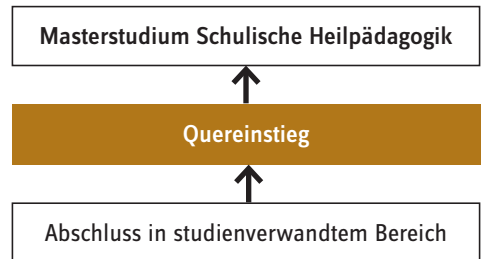 Masterstudium Schulische Heilpädagogik
Quereinstieg
Abschluss in studienverwandtem Bereich